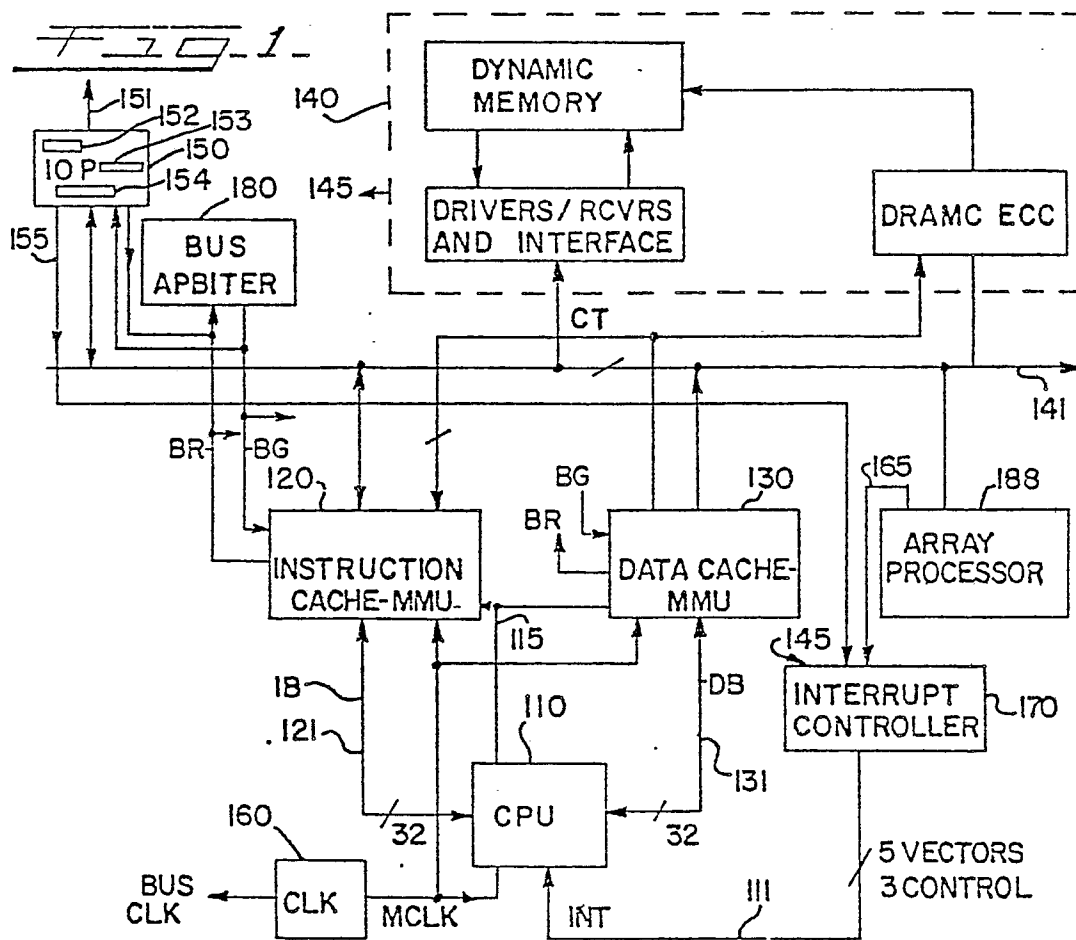 FIG-1-
151
152
153
IOP
150
154
155
180
BUS
APBITER
140
DYNAMIC
MEMORY
145
DRIVERS/RCVRS
AND INTERFACE
DRAMC ECC
CT
141
BR
BG
120
INSTRUCTION
CACHE-MMU
BG
BR
130
DATA CACHE-
MMU
165
188
ARRAY
PROCESSOR
115
1B
121
110
DB
131
145
INTERRUPT
CONTROLLER
170
32
CPU
32
160
BUS
CLK
CLK
MCLK
INT
111
5 VECTORS
3 CONTROL